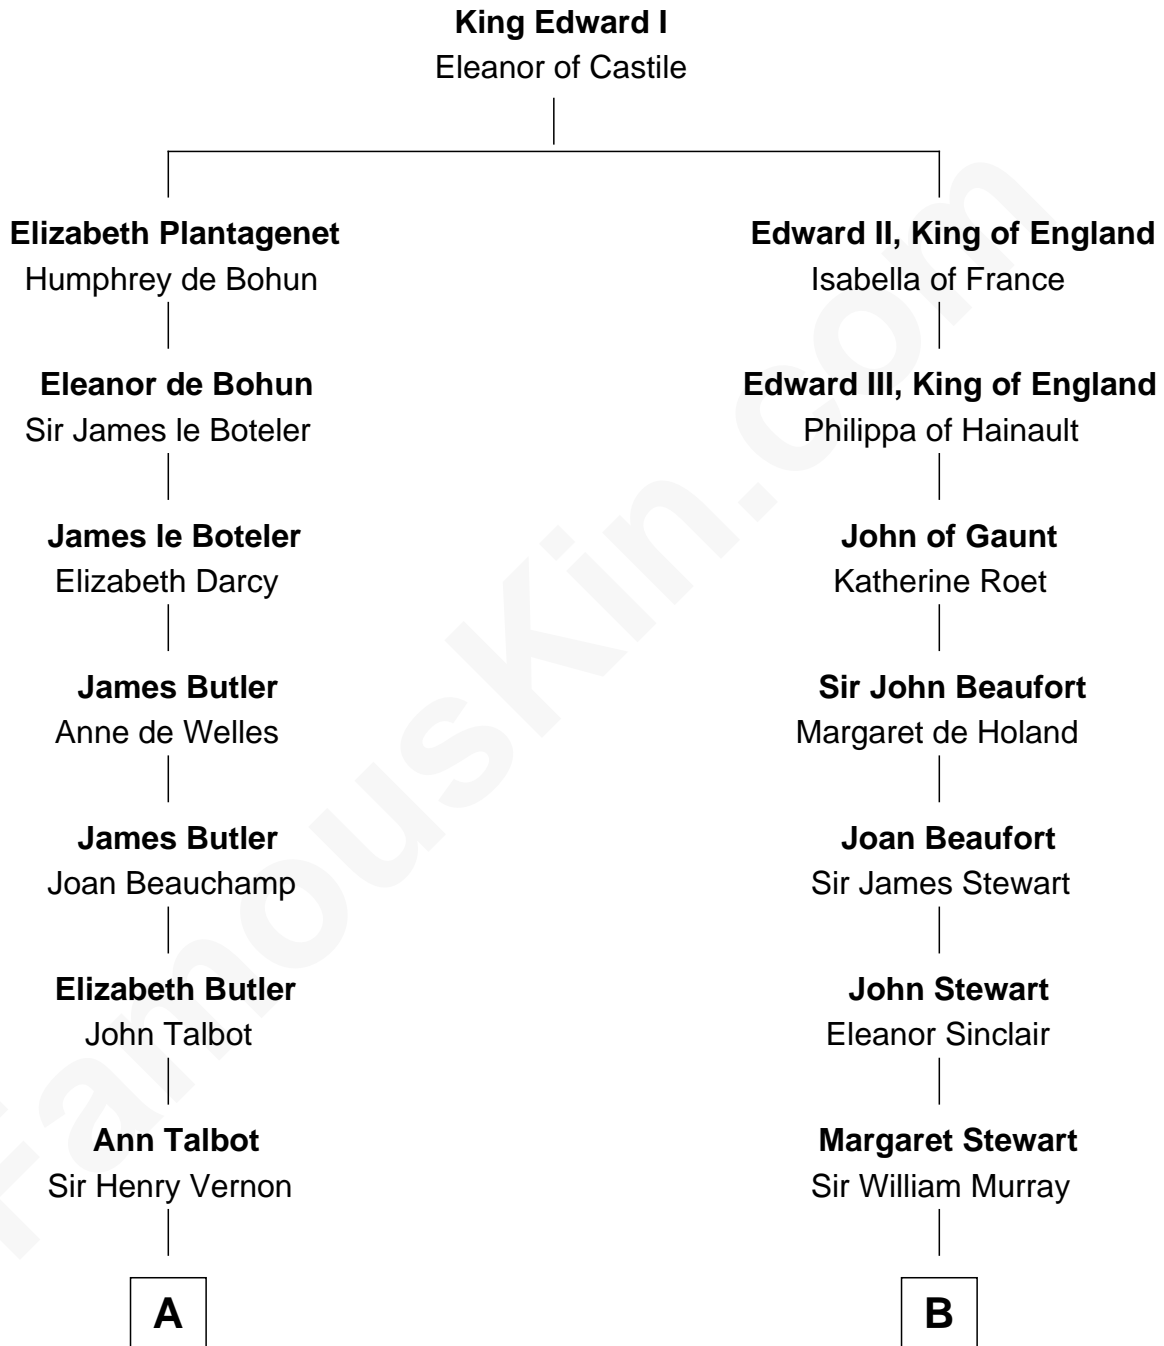 King Edward I
Eleanor of Castile
Elizabeth Plantagenet
Humphrey de Bohun
Edward II, King of England
Isabella of France
Eleanor de Bohun
Sir James le Boteler
Edward III, King of England
Philippa of Hainault
James le Boteler
Elizabeth Darcy
John of Gaunt
Katherine Roet
James Butler
Anne de Welles
Sir John Beaufort
Margaret de Holand
James Butler
Joan Beauchamp
Joan Beaufort
Sir James Stewart
Elizabeth Butler
John Talbot
John Stewart
Eleanor Sinclair
Ann Talbot
Sir Henry Vernon
Margaret Stewart
Sir William Murray
A
B
FamousKin.com